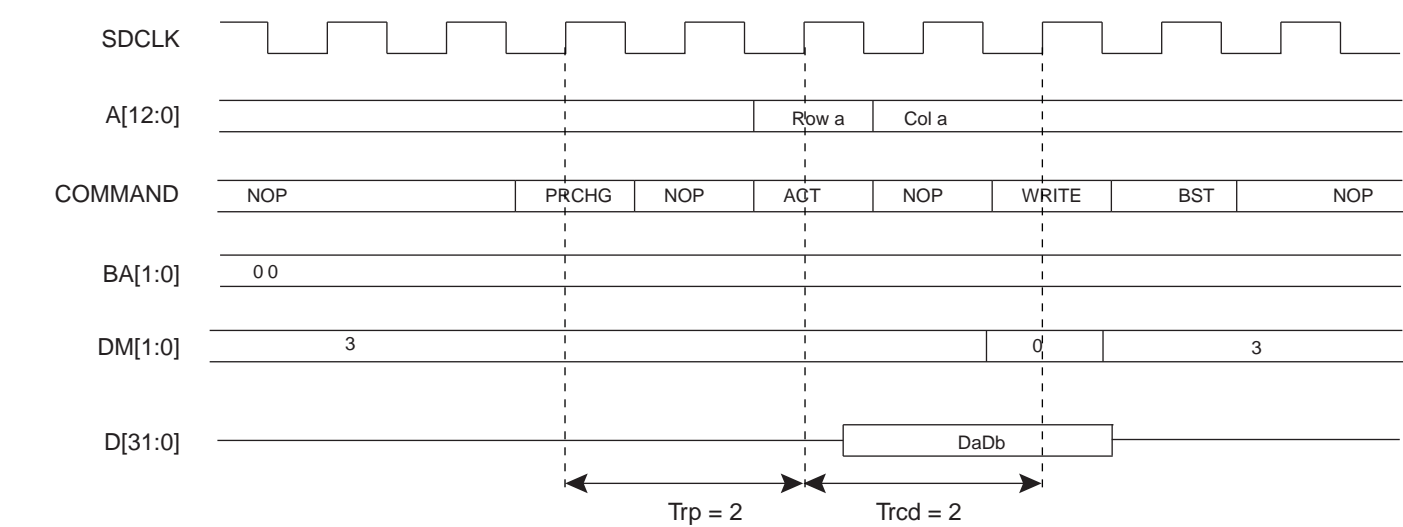 SDCLK
A[12:0] Row a Col a
COMMAND NOP PRCHG NOP ACT NOP WRITE BST NOP
BA[1:0] 0 0
DM[1:0] 3 0 3
D[31:0] DaDb
Trp = 2 Trcd = 2